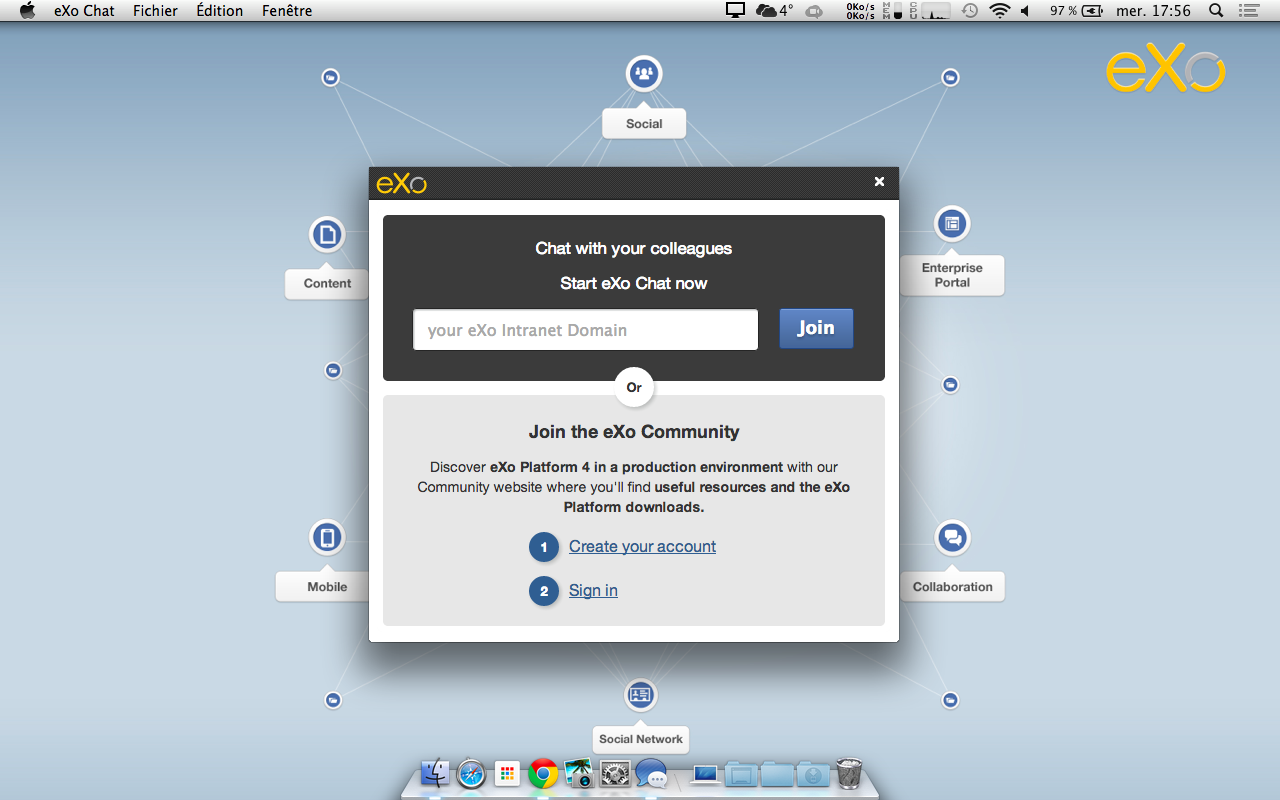 eXo Chat Fichier Édition Fenêtre 4° 0Ko/s 0Ko/s MEM CPU 97 % mer. 17:56
eXo
Social
eXo
Content
Enterprise
Portal
Chat with your colleagues
Start eXo Chat now
your eXo Intranet Domain
Join
Or
Join the eXo Community
Discover eXo Platform 4 in a production environment with our
Community website where you'll find useful resources and the eXo
Platform downloads.
1 Create your account
2 Sign in
Mobile
Collaboration
Social Network